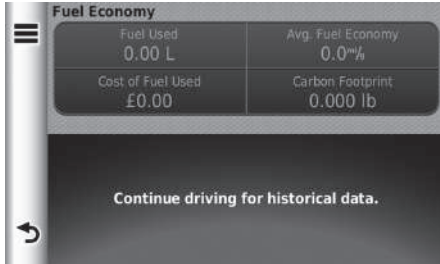 Fuel Economy
Fuel Used
Avg. Fuel Economy
0.00 L
0.0
Cost of Fuel Used
Carbon Footprint
£0.00
0.000 lb
Continue driving for historical data.